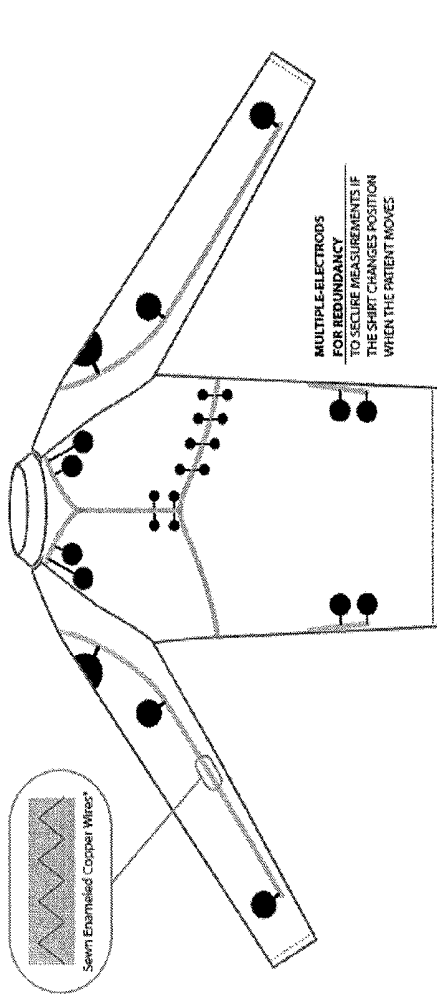 MULTIPLE-ELECTRODS
FOR REDUNDANCY
TO SECURE MEASUREMENTS IF
THE SHIRT CHANGES POSITION
WHEN THE PATIENT MOVES
Sewn Enameled Copper Wires*